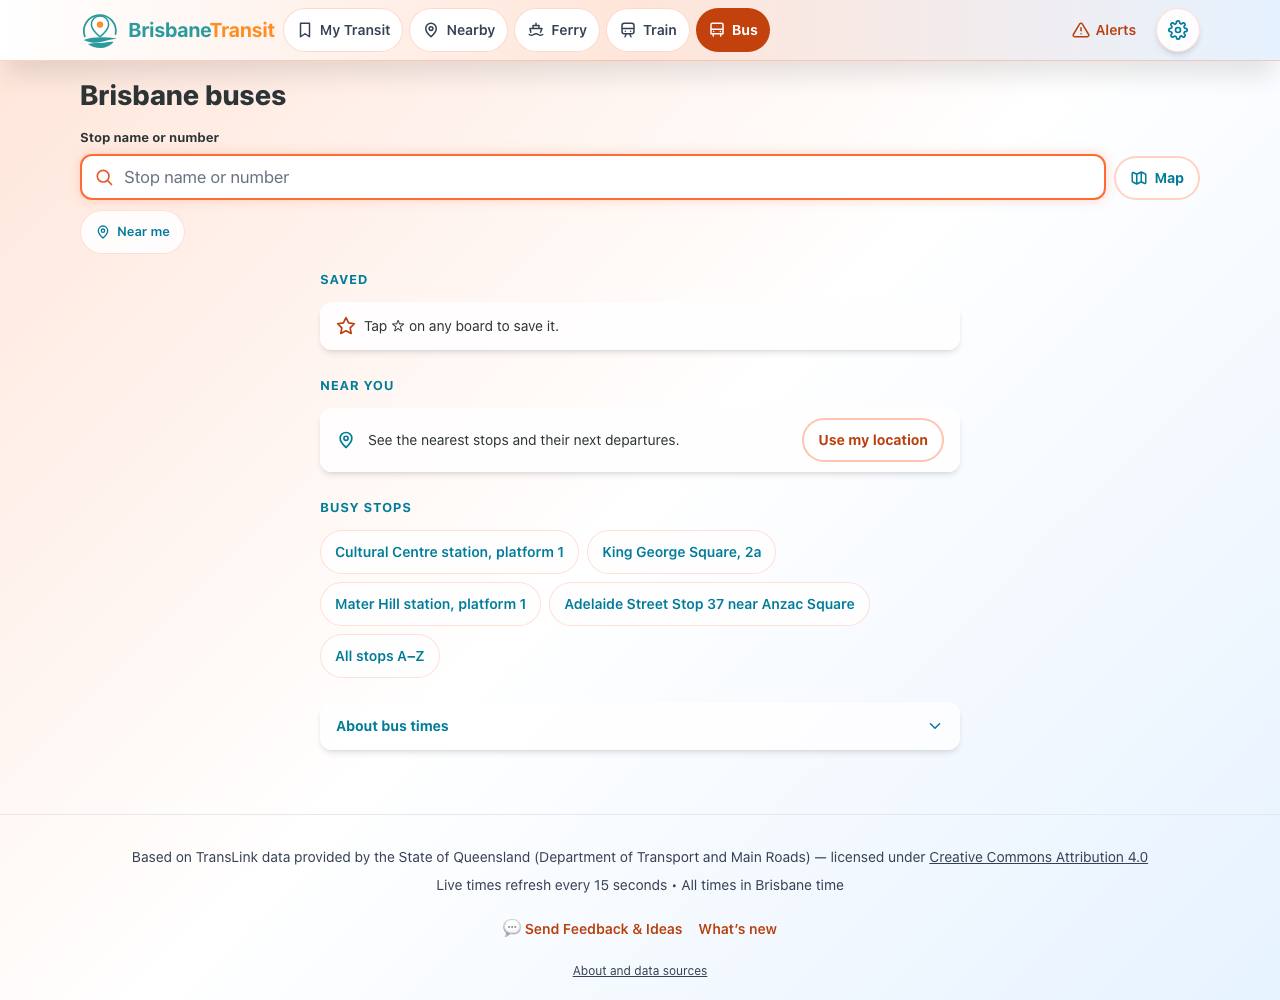 BrisbaneTransit
My Transit
Nearby
Ferry
Train
Bus
Alerts
Brisbane buses
Stop name or number
Stop name or number
Map
Near me
SAVED
Tap ☆ on any board to save it.
NEAR YOU
See the nearest stops and their next departures.
Use my location
BUSY STOPS
Cultural Centre station, platform 1
King George Square, 2a
Mater Hill station, platform 1
Adelaide Street Stop 37 near Anzac Square
All stops A–Z
About bus times
Based on TransLink data provided by the State of Queensland (Department of Transport and Main Roads) — licensed under Creative Commons Attribution 4.0
Live times refresh every 15 seconds • All times in Brisbane time
💬 Send Feedback & Ideas
What’s new
About and data sources